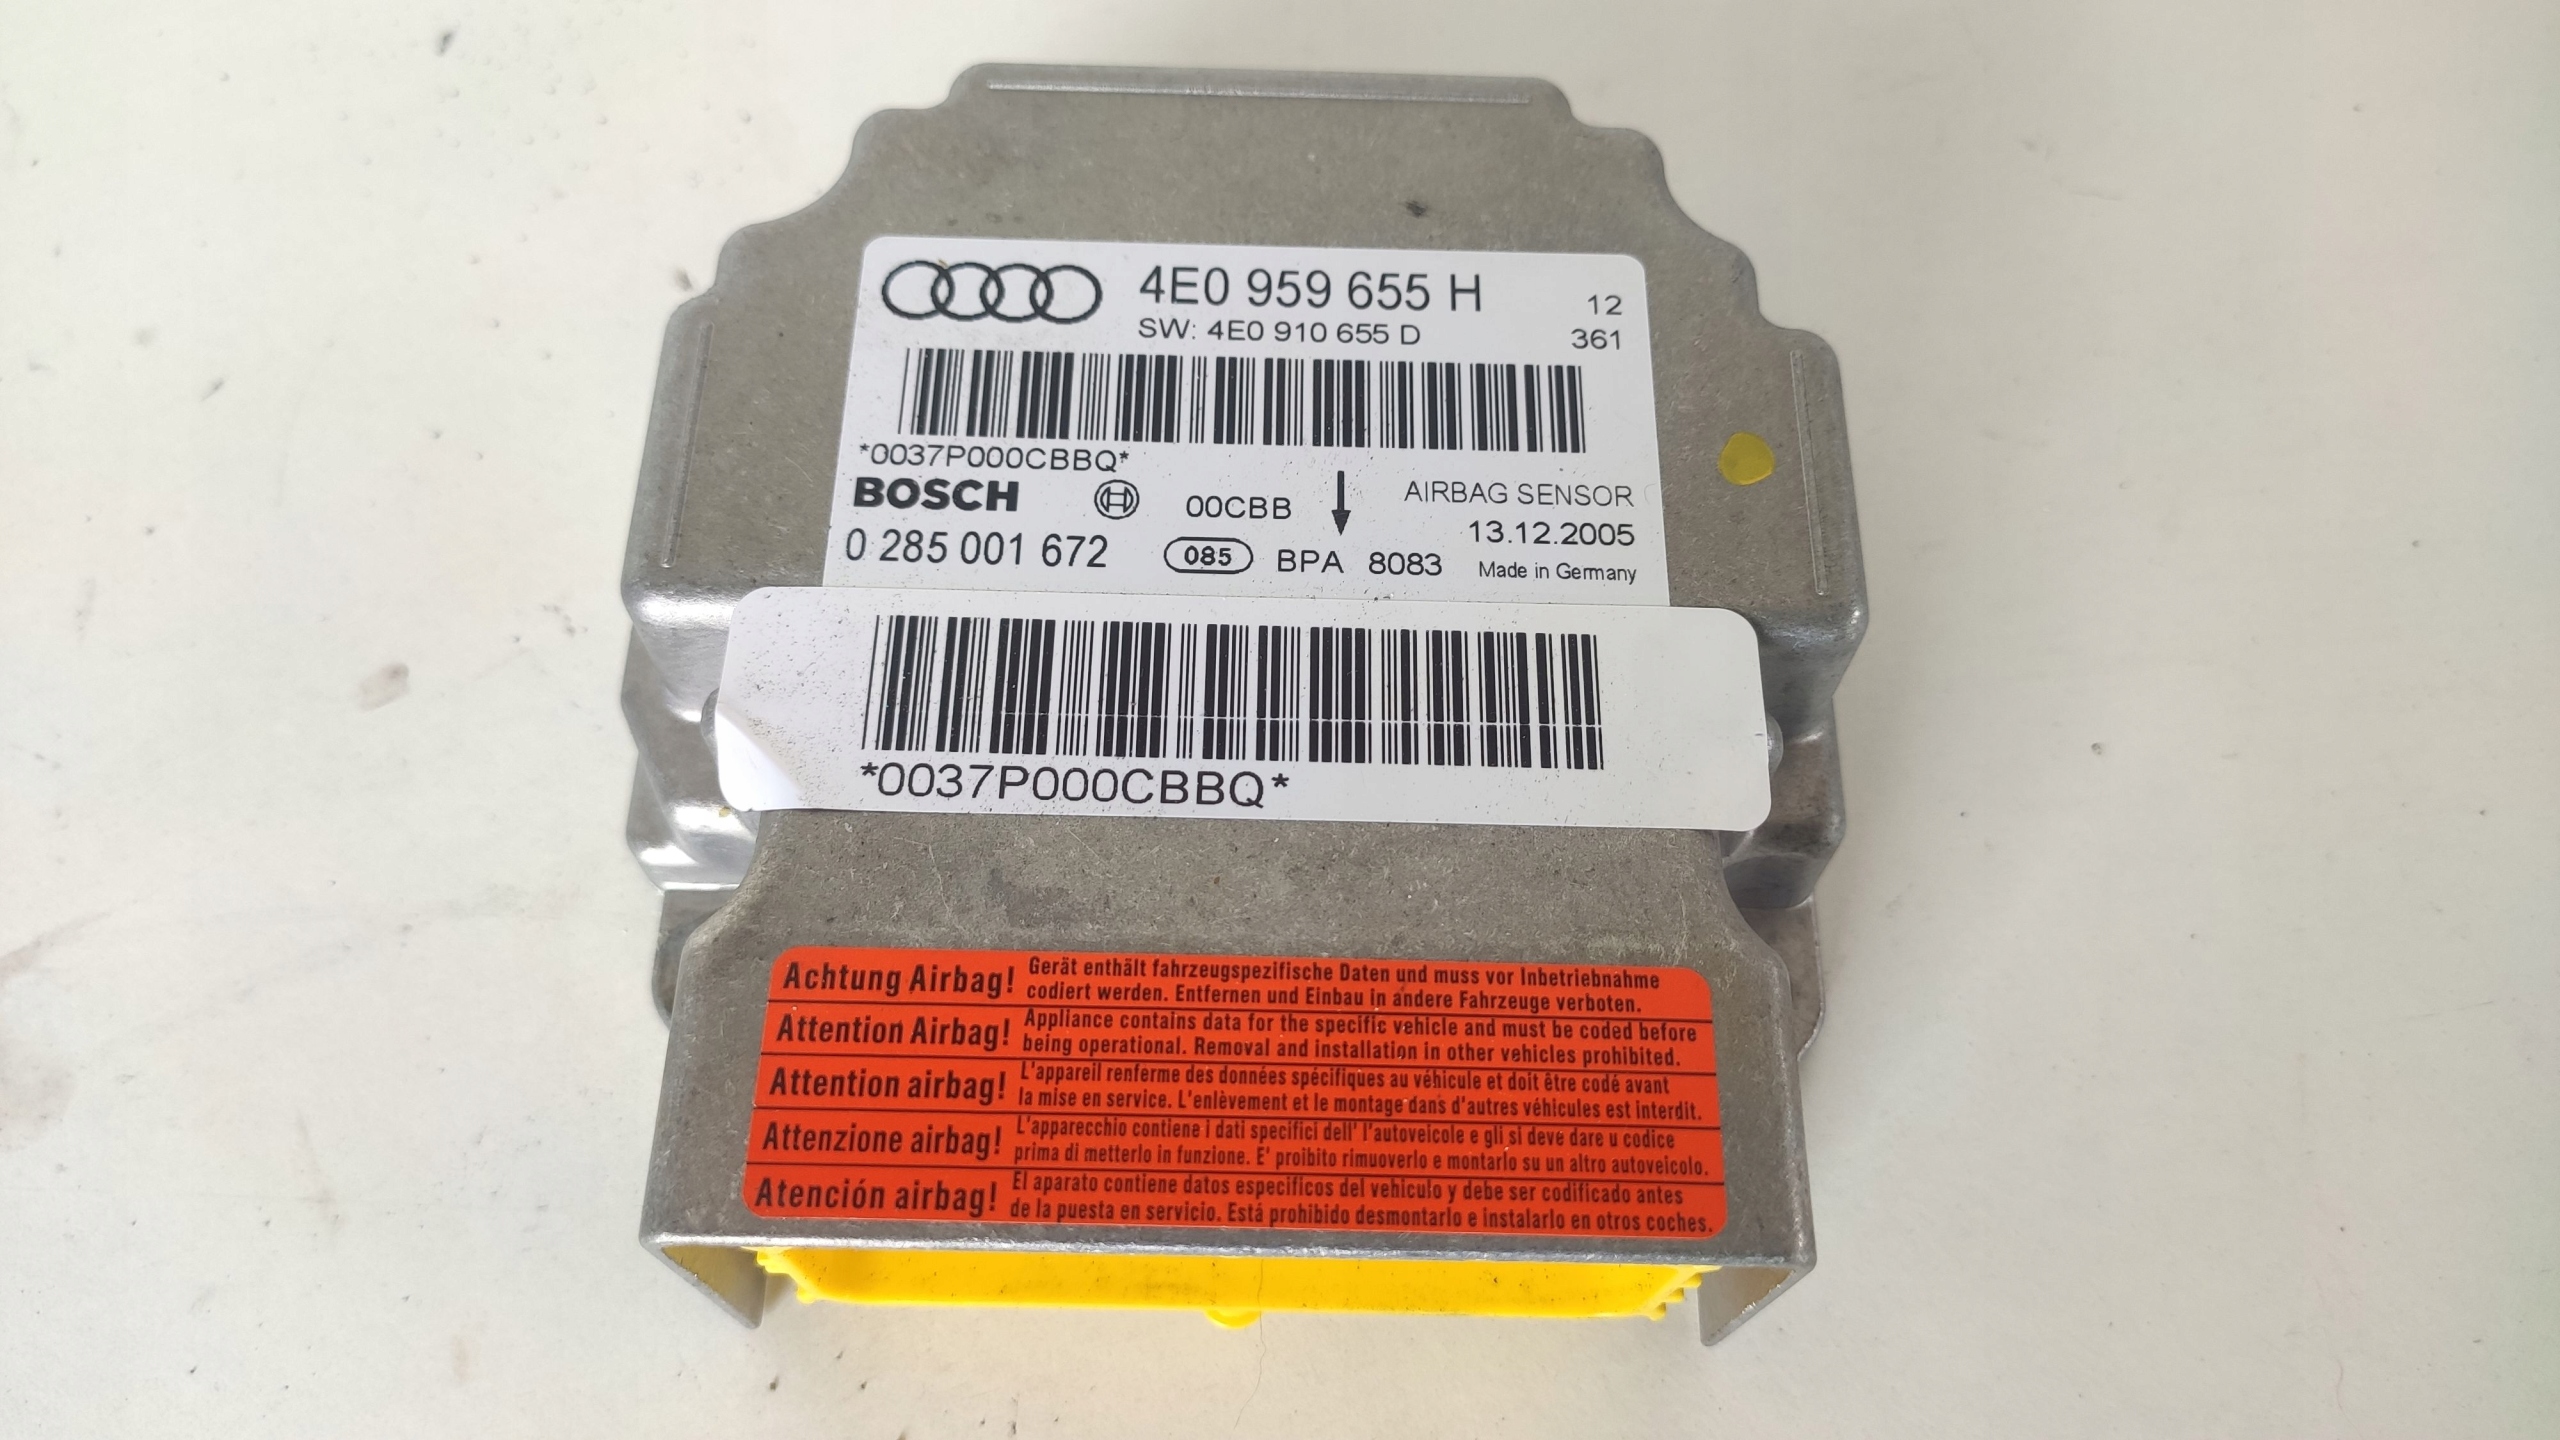 4E0 959 655 H
12
SW: 4E0 910 655 D
361
*0037P000CBBQ*
BOSCH
00CBB
AIRBAG SENSOR
13.12.2005
0 285 001 672
085
BPA 8083
Made in Germany
*0037P000CBBQ*
Achtung Airbag!
Gerät enthält fahrzeugspezifische Daten und muss vor Inbetriebnahme
codiert werden. Entfernen und Einbau in andere Fahrzeuge verboten.
Attention Airbag!
Appliance contains data for the specific vehicle and must be coded before
being operational. Removal and installation in other vehicles prohibited.
Attention airbag!
L'appareil renferme des données spécifiques au véhicule et doit être codé avant
la mise en service. L'enlèvement et le montage dans d'autres véhicules est interdit.
Attenzione airbag!
L'apparecchio contiene i dati specifici dell' l'autoveicole e gli si deve dare u codice
prima di metterlo in funzione. E' proibito rimuoverlo e montarlo su un altro autoveicolo.
Atención airbag!
El aparato contiene datos especificos del vehiculo y debe ser codificado antes
de la puesta en servicio. Está prohibido desmontarlo e instalarlo en otros coches.